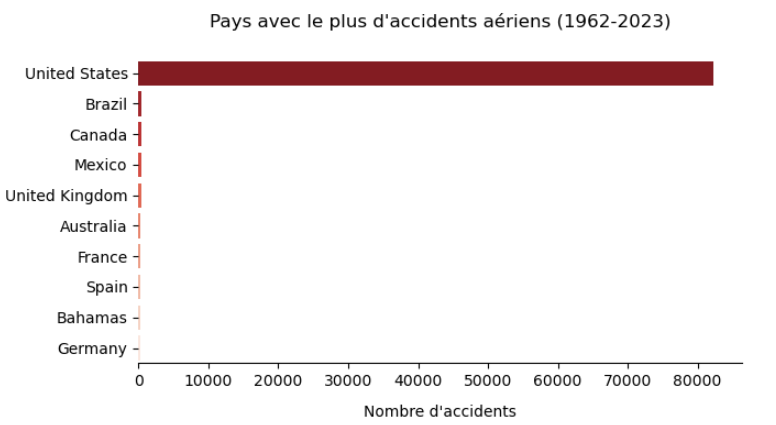 Pays avec le plus d'accidents aériens (1962-2023)
United States
Brazil
Canada
Mexico
United Kingdom
Australia
France
Spain
Bahamas
Germany
0 10000 20000 30000 40000 50000 60000 70000 80000
Nombre d'accidents